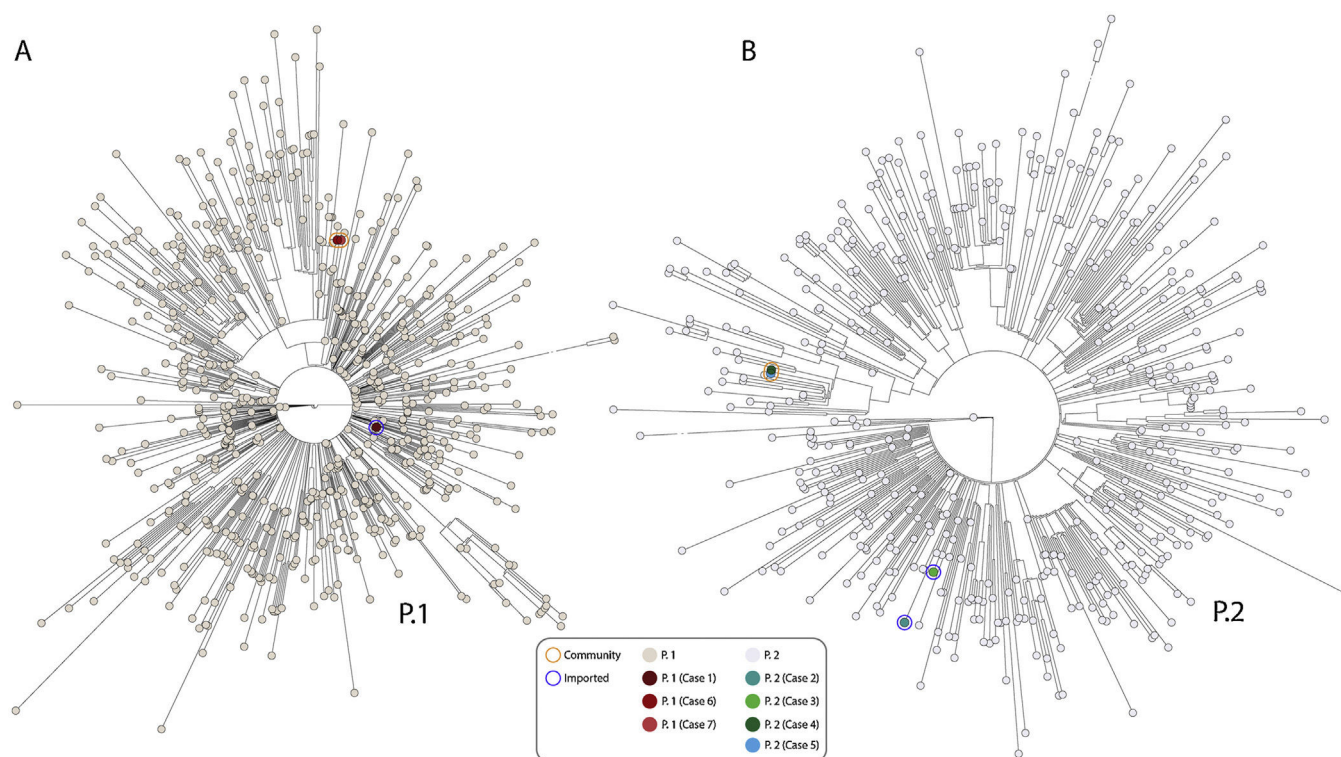 A
B
P.1
P.2
Community
Imported
P. 1
P. 1 (Case 1)
P. 1 (Case 6)
P. 1 (Case 7)
P. 2
P. 2 (Case 2)
P. 2 (Case 3)
P. 2 (Case 4)
P. 2 (Case 5)